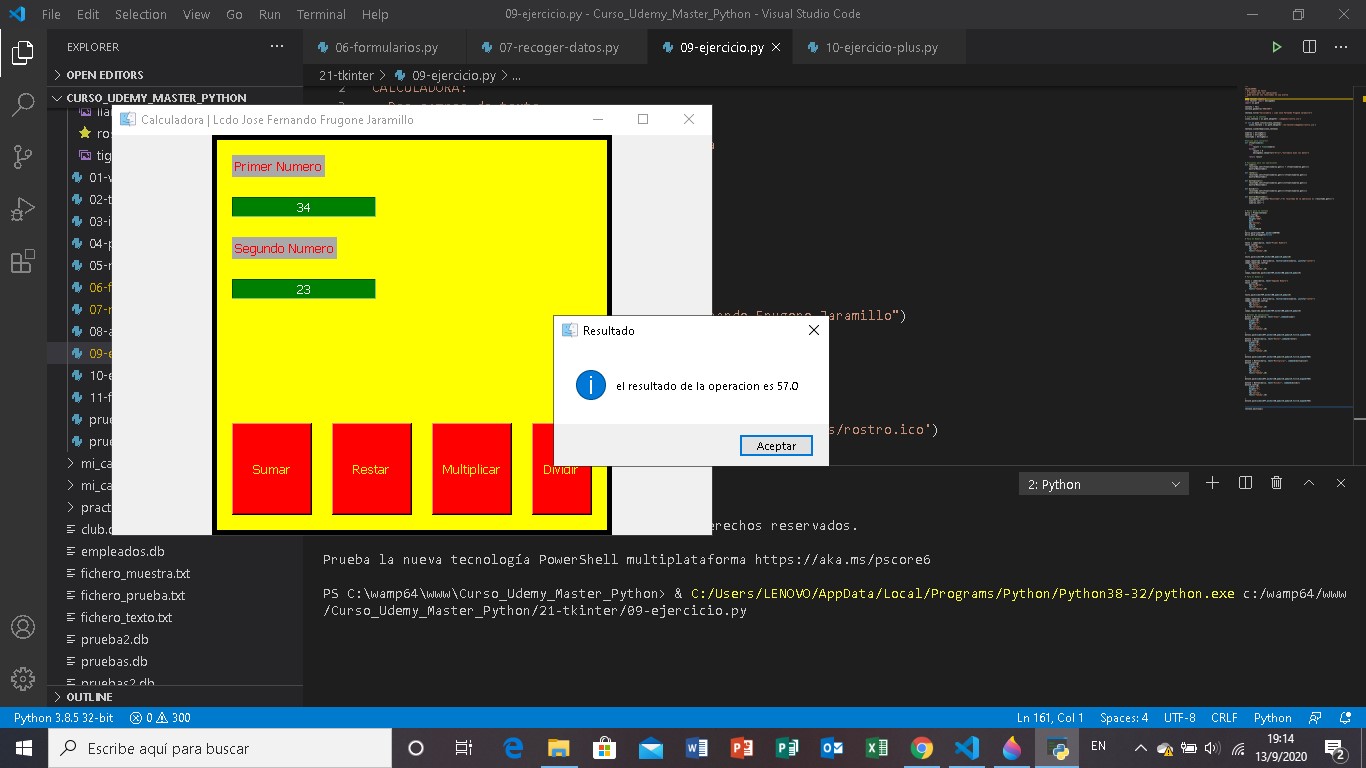 File Edit Selection View Go Run Terminal Help
09-ejercicio.py - Curso_Udemy_Master_Python - Visual Studio Code
EXPLORER
06-formularios.py
07-recoger-datos.py
09-ejercicio.py
10-ejercicio-plus.py
OPEN EDITORS
21-tkinter > 09-ejercicio.py > ...
CURSO_UDEMY_MASTER_PYTHON
2 CALCULADORA:
Calculadora | Lcdo Jose Fernando Frugone Jaramillo
ros
tig
01-v
02-t
03-i
04-p
05-n
06-f
07-r
08-a
09-e
10-e
11-f
pru
pru
mi_ca
mi_ca
pract
club.
empleados.db
fichero_muestra.txt
fichero_prueba.txt
fichero_texto.txt
prueba2.db
pruebas.db
pruebas2.db
OUTLINE
Primer Numero
34
Segundo Numero
23
Sumar Restar Multiplicar Dividir
nando Frugone Jaramillo")
Resultado
el resultado de la operacion es 57.0
Aceptar
s/rostro.ico')
2: Python
erechos reservados.
Prueba la nueva tecnología PowerShell multiplataforma https://aka.ms/pscore6
PS C:\wamp64\www\Curso_Udemy_Master_Python> & C:/Users/LENOVO/AppData/Local/Programs/Python/Python38-32/python.exe c:/wamp64/www
/Curso_Udemy_Master_Python/21-tkinter/09-ejercicio.py
Python 3.8.5 32-bit 0 300
Ln 161, Col 1 Spaces: 4 UTF-8 CRLF Python
Escribe aquí para buscar
EN
19:14
13/9/2020
2